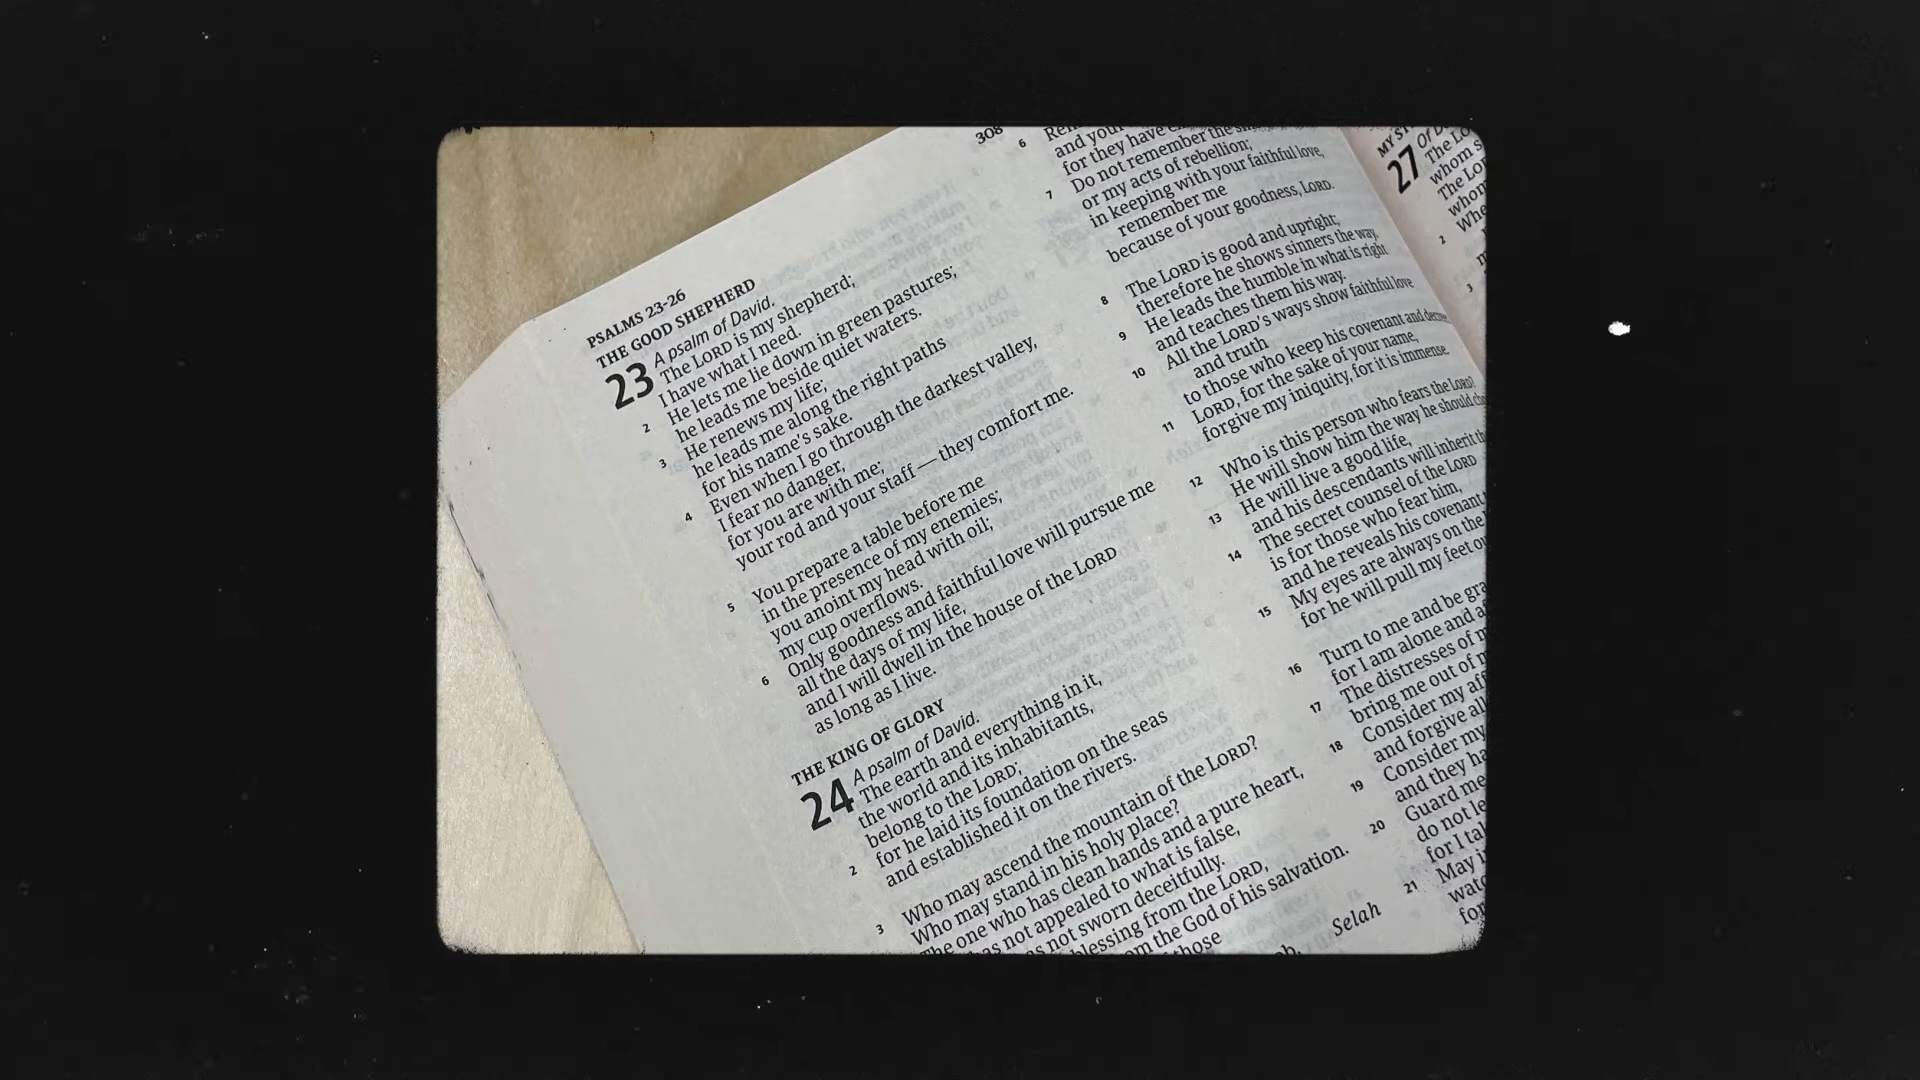 PSALMS 23-26
308
THE GOOD SHEPHERD
23 A psalm of David.
The LORD is my shepherd;
I have what I need.
2 He lets me lie down in green pastures;
he leads me beside quiet waters.
3 He renews my life;
he leads me along the right paths
for his name's sake.
4 Even when I go through the darkest valley,
I fear no danger,
for you are with me;
your rod and your staff — they comfort me.
5 You prepare a table before me
in the presence of my enemies;
you anoint my head with oil;
my cup overflows.
6 Only goodness and faithful love will pursue me
all the days of my life,
and I will dwell in the house of the LORD
as long as I live.
THE KING OF GLORY
24 A psalm of David.
The earth and everything in it,
the world and its inhabitants,
belong to the LORD;
2 for he laid its foundation on the seas
and established it on the rivers.
3 Who may ascend the mountain of the LORD?
Who may stand in his holy place?
The one who has clean hands and a pure heart,
has not appealed to what is false,
not sworn deceitfully.
blessing from the LORD,
the God of his salvation.
those
Selah
6
and your
for they have
7 Do not remember the
or my acts of rebellion;
in keeping with your faithful love,
remember me
because of your goodness, LORD.
8 The LORD is good and upright;
therefore he shows sinners the way.
9 He leads the humble in what is right
and teaches them his way.
10 All the LORD's ways show faithful love
and truth
to those who keep his covenant and
11 LORD, for the sake of your name,
forgive my iniquity, for it is immense
12 Who is this person who fears the LORD?
He will show him the way he should
13 He will live a good life,
and his descendants will inherit
14 The secret counsel of the LORD
is for those who fear him,
and he reveals his covenant
15 My eyes are always on the
for he will pull my feet
16 Turn to me and be
for I am alone and
17 The distresses of
bring me out of
18 Consider my
and forgive all
19 Consider my
and they
20 Guard me
do not
for I
21 May
for
27
The
whom
The
2
3